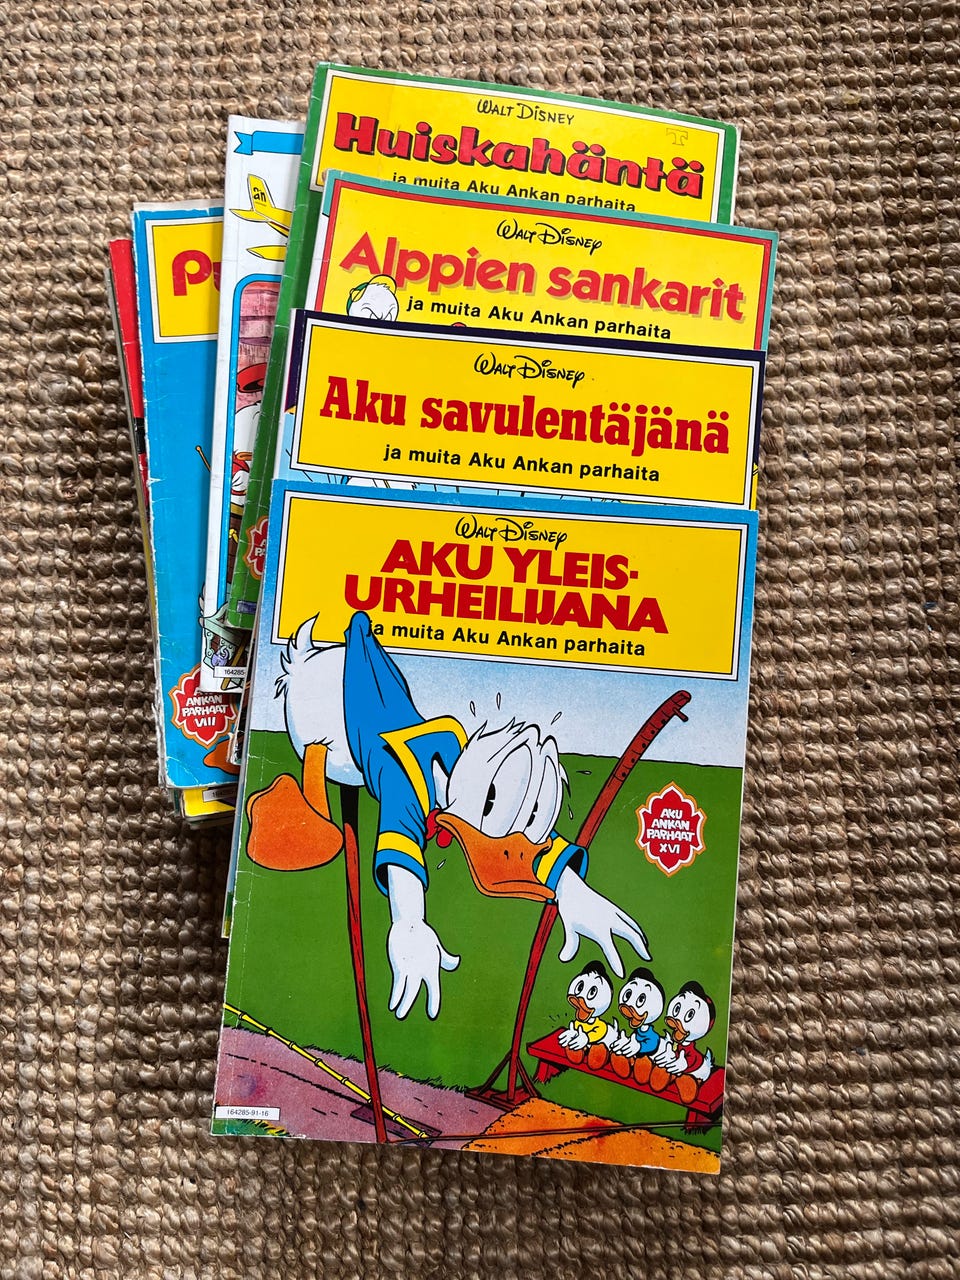 WALT DISNEY
Huiskahäntä
ja muita Aku Ankan parhaita
WALT DISNEY
Alppien sankarit
ja muita Aku Ankan parhaita
WALT DISNEY
Aku savulentäjänä
ja muita Aku Ankan parhaita
WALT DISNEY
AKU YLEIS-
URHEILIJANA
ja muita Aku Ankan parhaita
AKU
ANKAN
PARHAAT
XVI
164285-91-16
ANKAN
PARHAAT
VIII
164285-